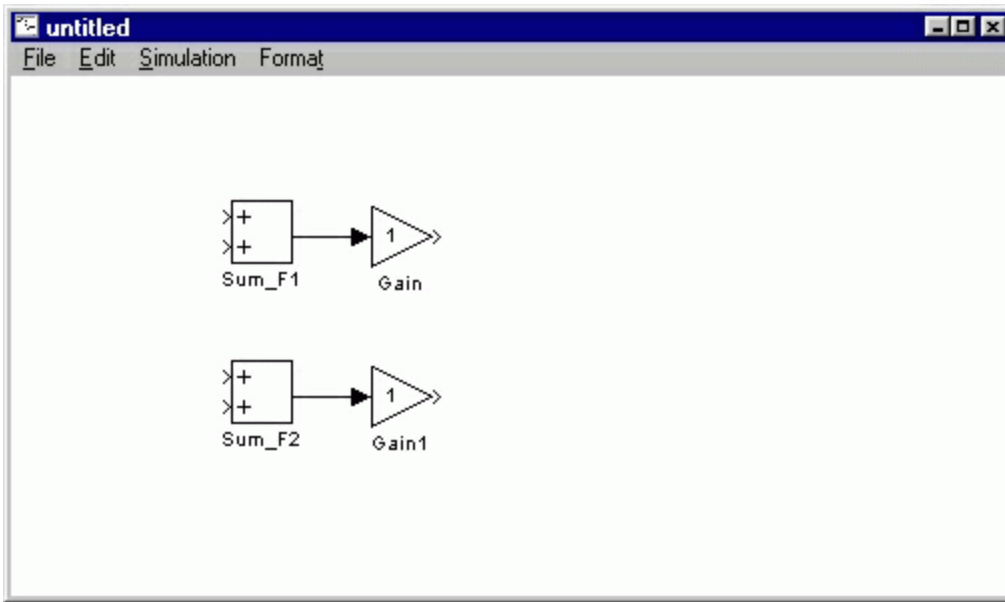 untitled
File Edit Simulation Format
+
1
+
Sum_F1
Gain
+
1
+
Sum_F2
Gain1